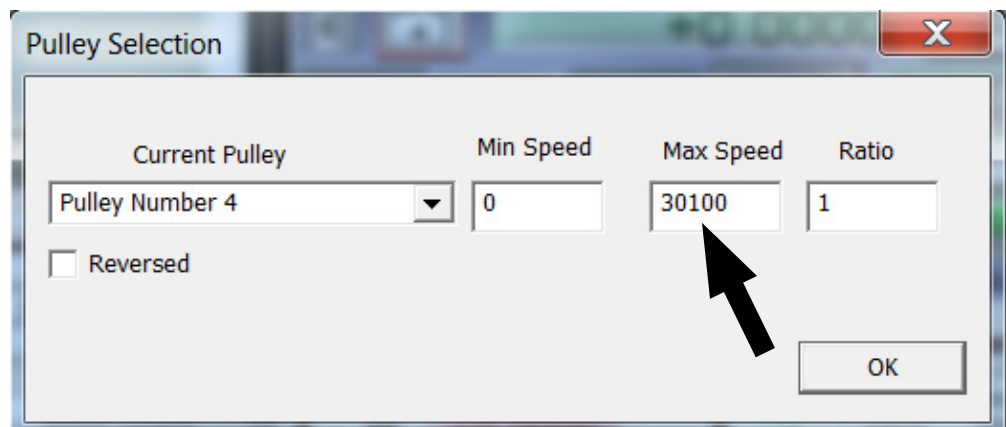 Pulley Selection
Current Pulley Min Speed Max Speed Ratio
Pulley Number 4 0 30100 1
Reversed
OK